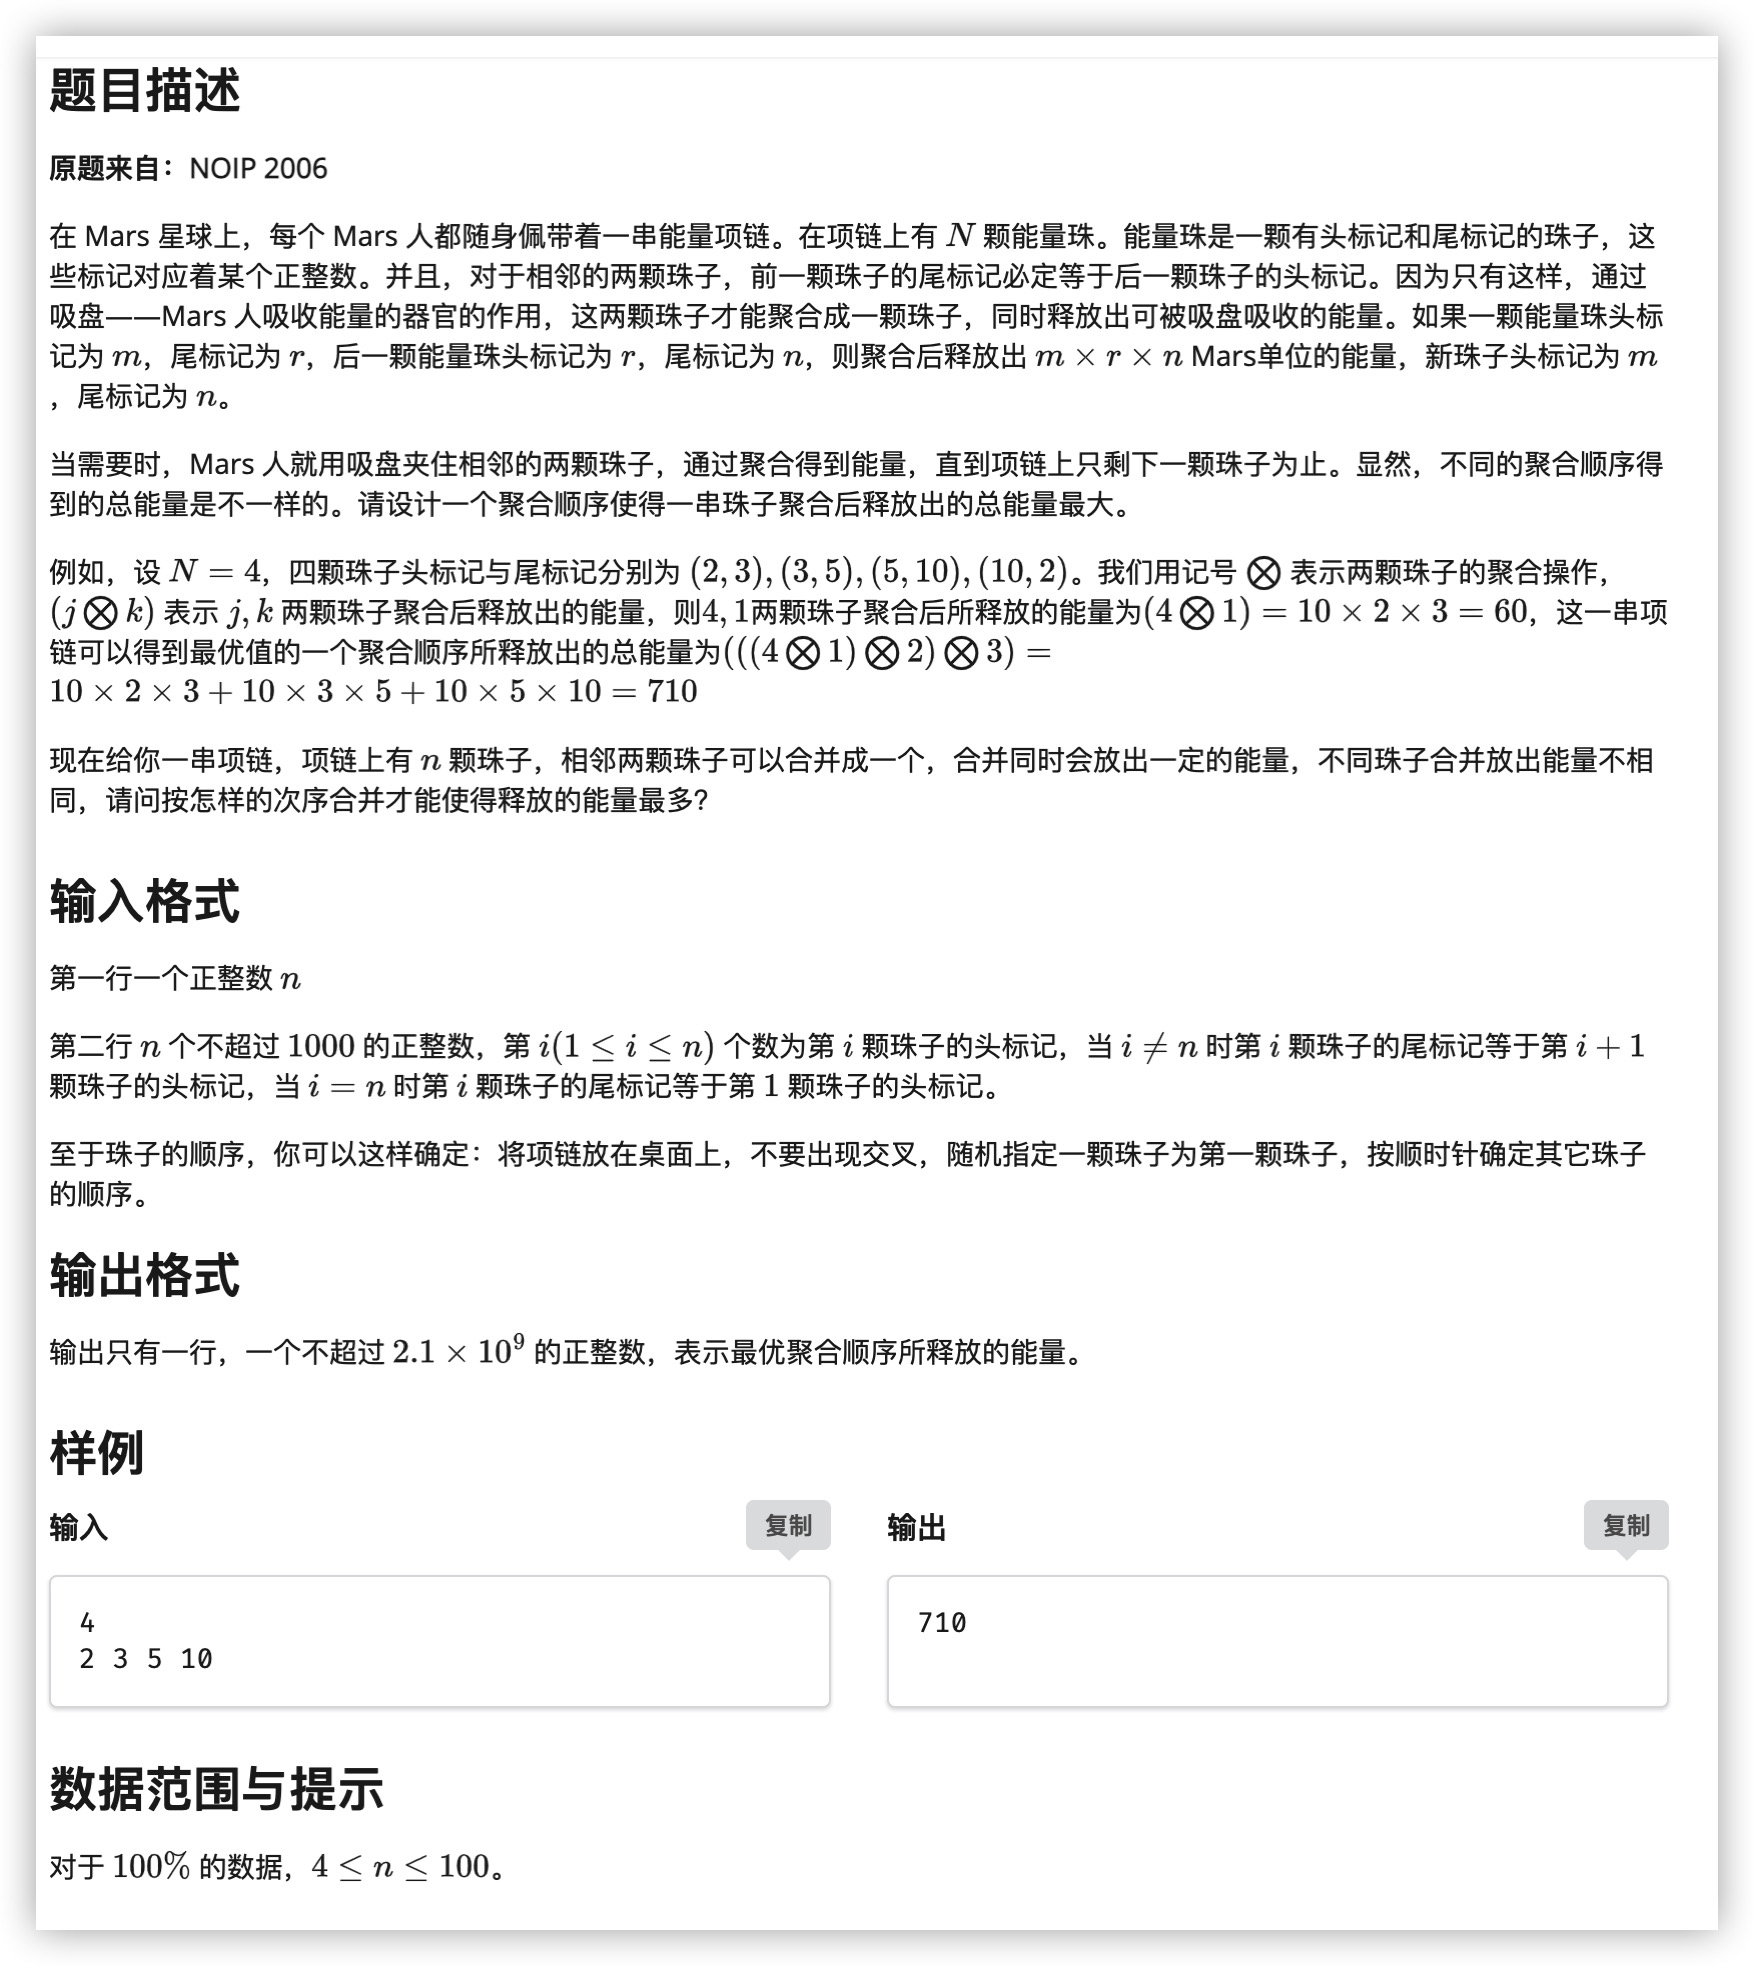 题目描述
原题来自：NOIP 2006
在 Mars 星球上，每个 Mars 人都随身佩带着一串能量项链。在项链上有 N 颗能量珠。能量珠是一颗有头标记和尾标记的珠子，这
些标记对应着某个正整数。并且，对于相邻的两颗珠子，前一颗珠子的尾标记必定等于后一颗珠子的头标记。因为只有这样，通过
吸盘——Mars 人吸收能量的器官的作用，这两颗珠子才能聚合成一颗珠子，同时释放出可被吸盘吸收的能量。如果一颗能量珠头标
记为 m，尾标记为 r，后一颗能量珠头标记为 r，尾标记为 n，则聚合后释放出 m × r × n Mars单位的能量，新珠子头标记为 m
，尾标记为 n。
当需要时，Mars 人就用吸盘夹住相邻的两颗珠子，通过聚合得到能量，直到项链上只剩下一颗珠子为止。显然，不同的聚合顺序得
到的总能量是不一样的。请设计一个聚合顺序使得一串珠子聚合后释放出的总能量最大。
例如，设 N = 4，四颗珠子头标记与尾标记分别为 (2, 3), (3, 5), (5, 10), (10, 2)。我们用记号 ⨂ 表示两颗珠子的聚合操作，
(j ⨂ k) 表示 j, k 两颗珠子聚合后释放出的能量，则4, 1两颗珠子聚合后所释放的能量为(4 ⨂ 1) = 10 × 2 × 3 = 60，这一串项
链可以得到最优值的一个聚合顺序所释放出的总能量为(((4 ⨂ 1) ⨂ 2) ⨂ 3) =
10 × 2 × 3 + 10 × 3 × 5 + 10 × 5 × 10 = 710
现在给你一串项链，项链上有 n 颗珠子，相邻两颗珠子可以合并成一个，合并同时会放出一定的能量，不同珠子合并放出能量不相
同，请问按怎样的次序合并才能使得释放的能量最多?
输入格式
第一行一个正整数 n
第二行 n 个不超过 1000 的正整数，第 i(1 ≤ i ≤ n) 个数为第 i 颗珠子的头标记，当 i ≠ n 时第 i 颗珠子的尾标记等于第 i + 1
颗珠子的头标记，当 i = n 时第 i 颗珠子的尾标记等于第 1 颗珠子的头标记。
至于珠子的顺序，你可以这样确定：将项链放在桌面上，不要出现交叉，随机指定一颗珠子为第一颗珠子，按顺时针确定其它珠子
的顺序。
输出格式
输出只有一行，一个不超过 2.1 × 10⁹ 的正整数，表示最优聚合顺序所释放的能量。
样例
输入 复制
4
2 3 5 10
输出 复制
710
数据范围与提示
对于 100% 的数据，4 ≤ n ≤ 100。